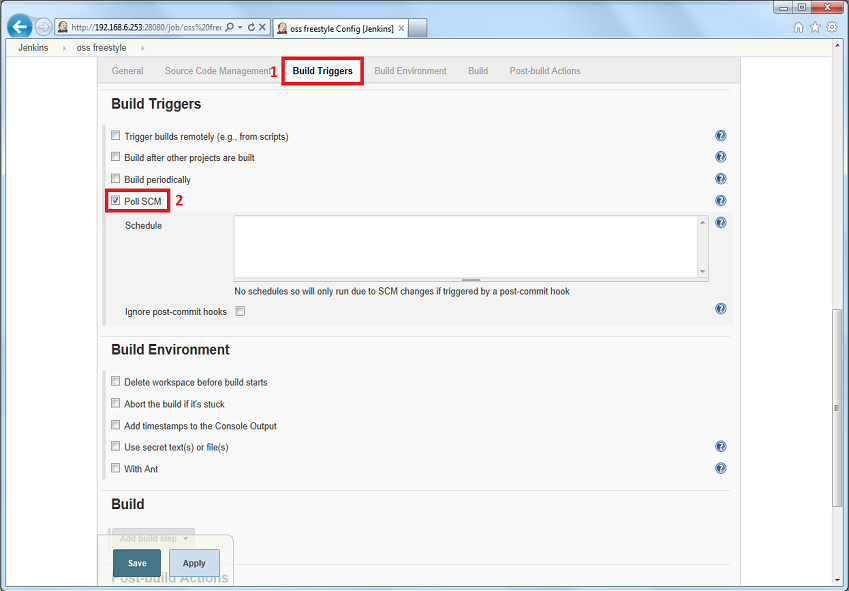 http://192.168.6.253:28080/job/oss%20fre
oss freestyle Config [Jenkins]
Jenkins oss freestyle
General Source Code Management 1 Build Triggers Build Environment Build Post-build Actions
Build Triggers
Trigger builds remotely (e.g., from scripts)
Build after other projects are built
Build periodically
Poll SCM 2
Schedule
No schedules so will only run due to SCM changes if triggered by a post-commit hook
Ignore post-commit hooks
Build Environment
Delete workspace before build starts
Abort the build if it's stuck
Add timestamps to the Console Output
Use secret text(s) or file(s)
With Ant
Build
Add build step
Save Apply
Post-build Actions